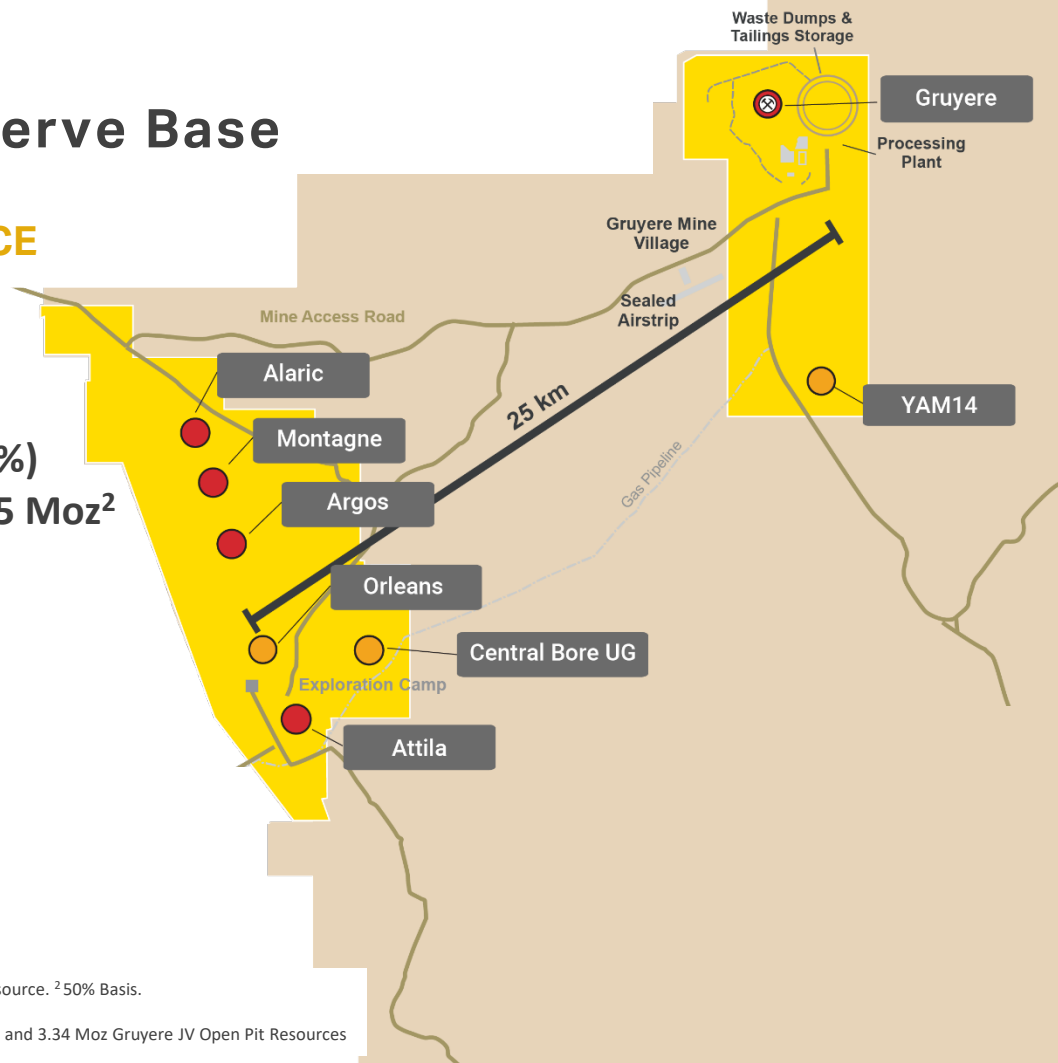 Waste Dumps &
Tailings Storage
Gruyere
erve Base
Processing
Plant
CE
Gruyere Mine
Village
Sealed
Airstrip
Mine Access Road
Alaric
25 km
YAM14
Montagne
%)
Gas Pipeline
Argos
5 Moz²
Orleans
Central Bore UG
Exploration Camp
Attila
source. ² 50% Basis.
and 3.34 Moz Gruyere JV Open Pit Resources